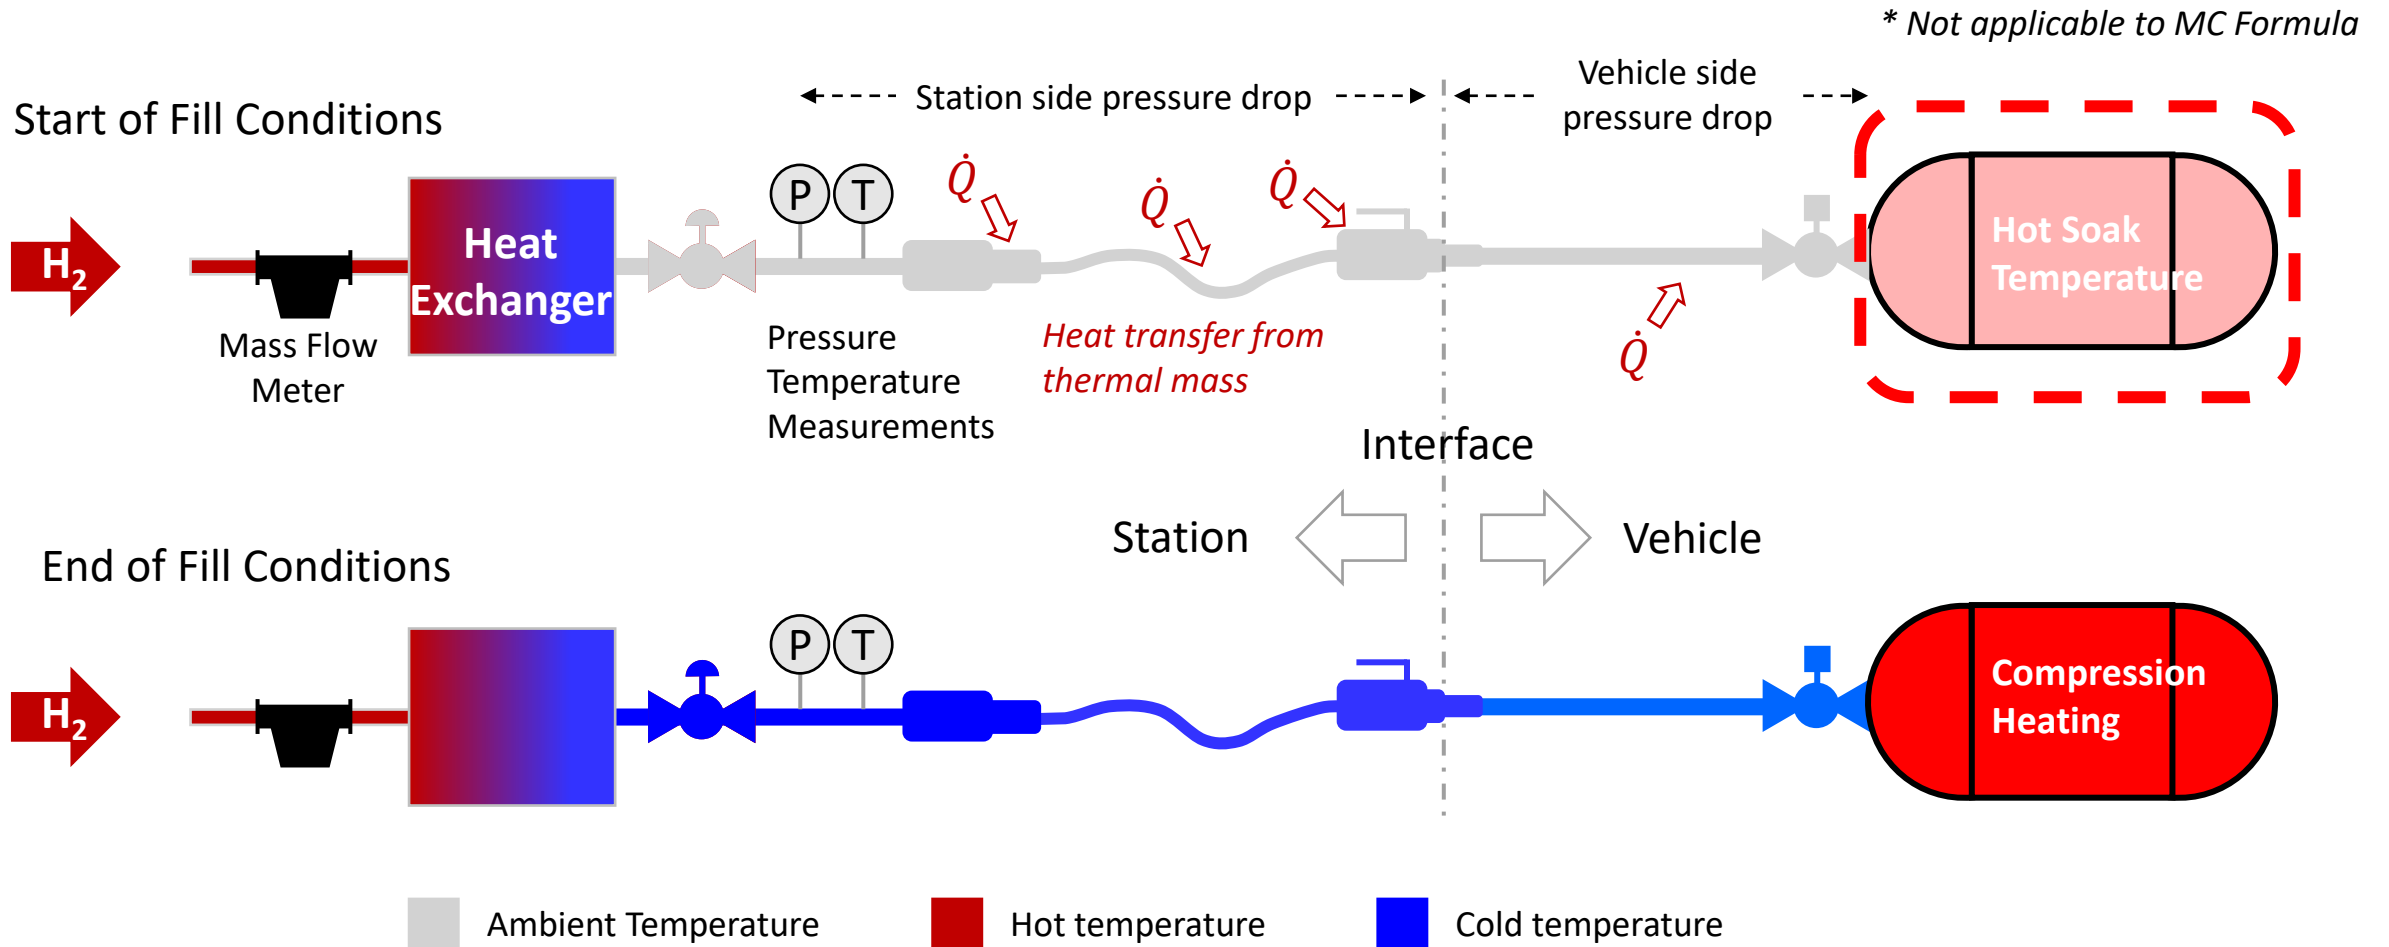 * Not applicable to MC Formula
Start of Fill Conditions
Station side pressure drop
Vehicle side
pressure drop
H2
Mass Flow
Meter
Heat
Exchanger
P
T
Pressure
Temperature
Measurements
Q̇
Q̇
Q̇
Heat transfer from
thermal mass
Q̇
Hot Soak
Temperature
Interface
Station
Vehicle
End of Fill Conditions
H2
P
T
Compression
Heating
Ambient Temperature
Hot temperature
Cold temperature